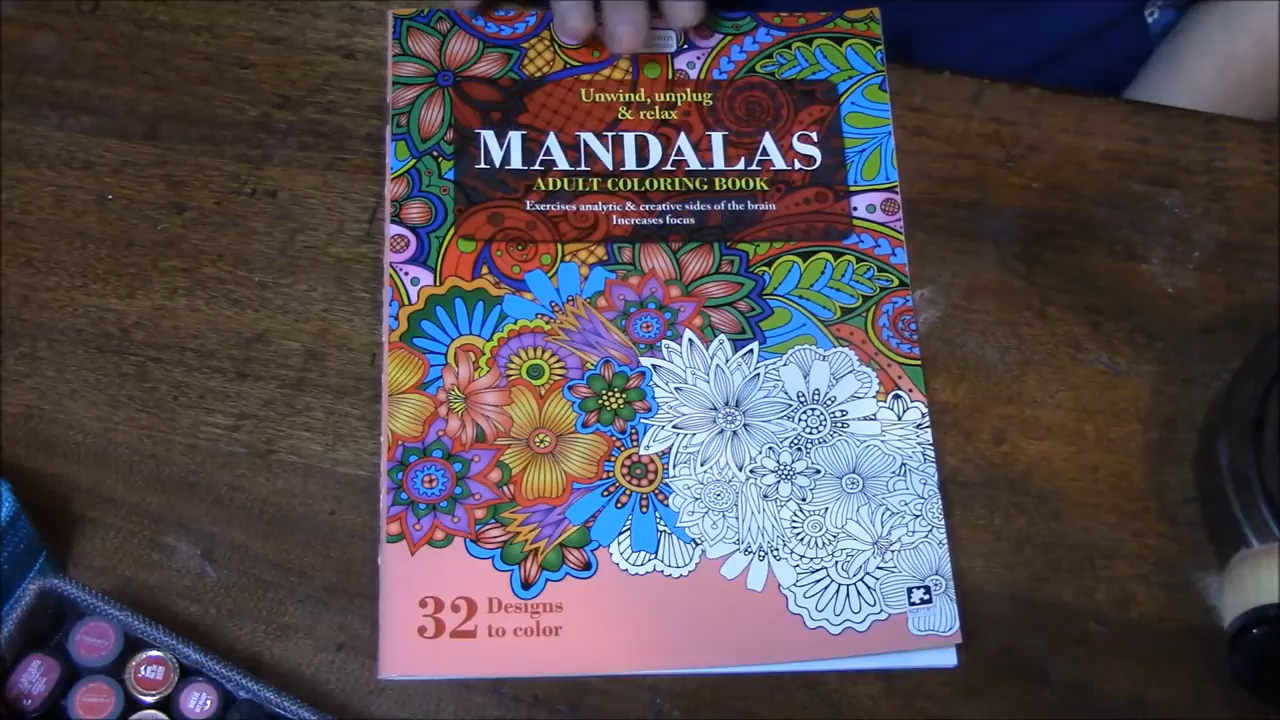 Unwind, unplug
& relax
MANDALAS
ADULT COLORING BOOK
Exercises analytic & creative sides of the brain
Increases focus
32 Designs
to color